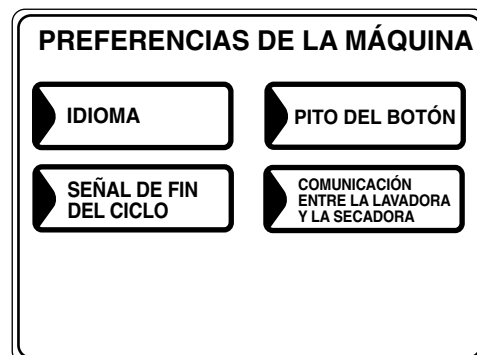 PREFERENCIAS DE LA MÁQUINA
IDIOMA
PITO DEL BOTÓN
SEÑAL DE FIN
DEL CICLO
COMUNICACIÓN
ENTRE LA LAVADORA
Y LA SECADORA